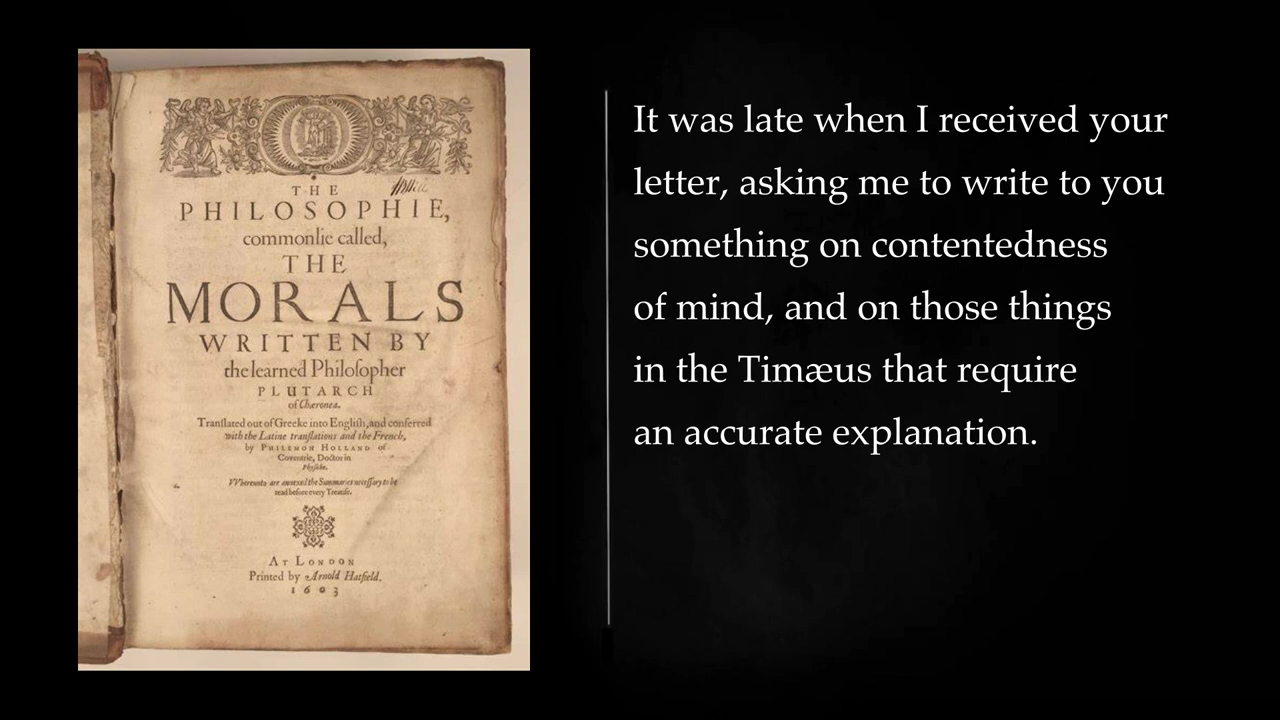 THE
PHILOSOPHIE,
commonlie called,
THE
MORALS
WRITTEN BY
the learned Philoſopher
PLUTARCH
of Chæronea.
Tranſlated out of Greeke into Engliſh, and conferred
with the Latine tranſlations and the French,
by PHILEMON HOLLAND of
Coventrie, Doctor in
Phyſicke.
VVhereunto are annexed the Summaries neceſſary to be
read before every Treatiſe.
AT LONDON
Printed by Arnold Hatfield.
1603
It was late when I received your
letter, asking me to write to you
something on contentedness
of mind, and on those things
in the Timæus that require
an accurate explanation.